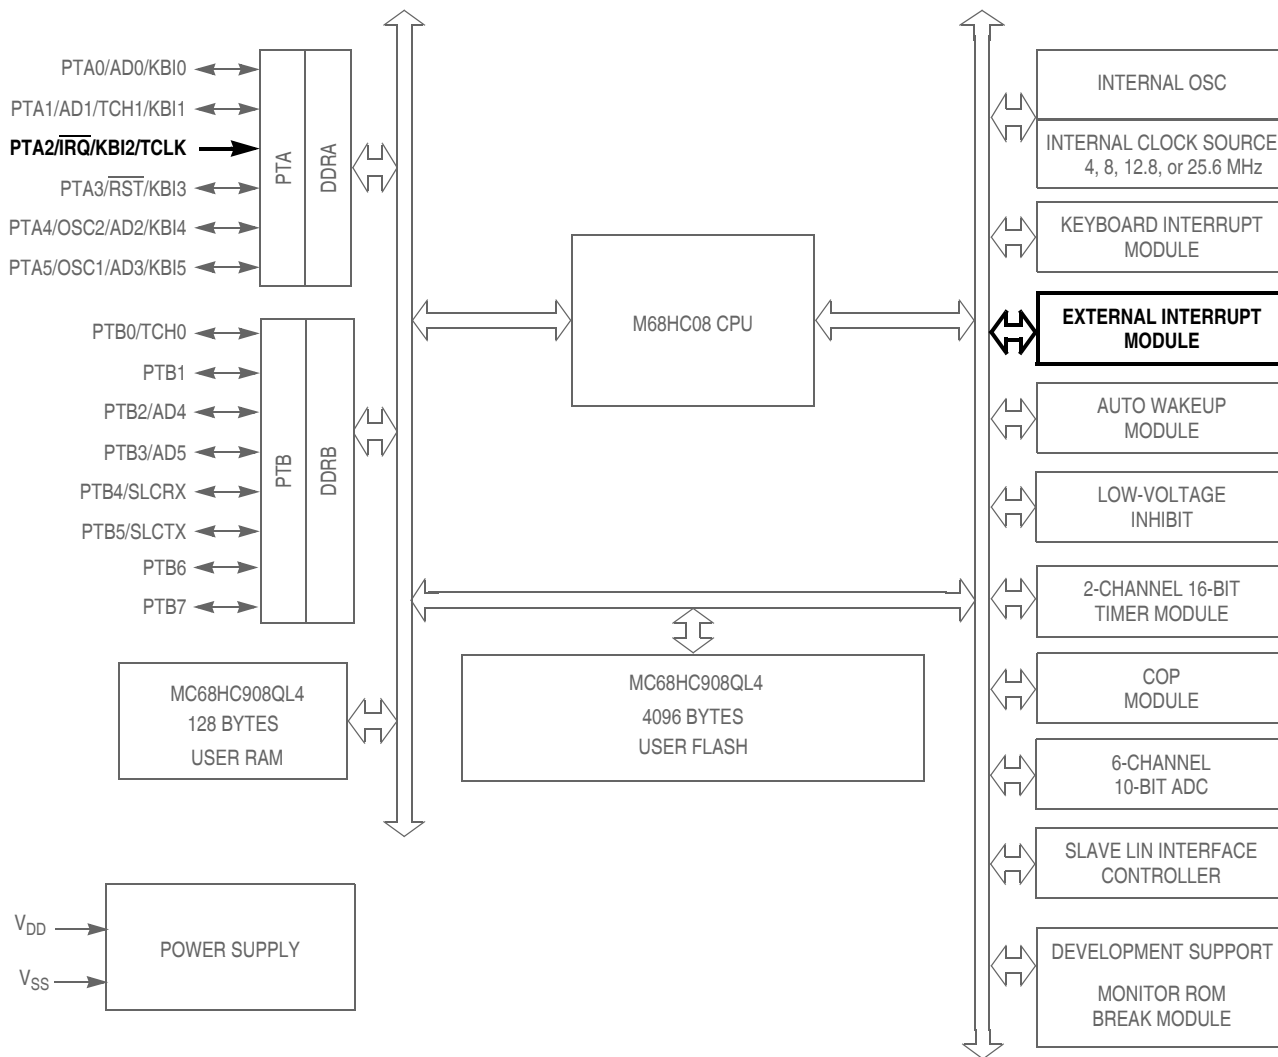 PTA0/AD0/KBI0
PTA1/AD1/TCH1/KBI1
PTA2/I̅R̅Q̅/KBI2/TCLK
PTA3/R̅S̅T̅/KBI3
PTA4/OSC2/AD2/KBI4
PTA5/OSC1/AD3/KBI5
PTA
DDRA
PTB0/TCH0
PTB1
PTB2/AD4
PTB3/AD5
PTB4/SLCRX
PTB5/SLCTX
PTB6
PTB7
PTB
DDRB
MC68HC908QL4
128 BYTES
USER RAM
V_DD
V_SS
POWER SUPPLY
M68HC08 CPU
MC68HC908QL4
4096 BYTES
USER FLASH
INTERNAL OSC
INTERNAL CLOCK SOURCE
4, 8, 12.8, or 25.6 MHz
KEYBOARD INTERRUPT
MODULE
EXTERNAL INTERRUPT
MODULE
AUTO WAKEUP
MODULE
LOW-VOLTAGE
INHIBIT
2-CHANNEL 16-BIT
TIMER MODULE
COP
MODULE
6-CHANNEL
10-BIT ADC
SLAVE LIN INTERFACE
CONTROLLER
DEVELOPMENT SUPPORT
MONITOR ROM
BREAK MODULE